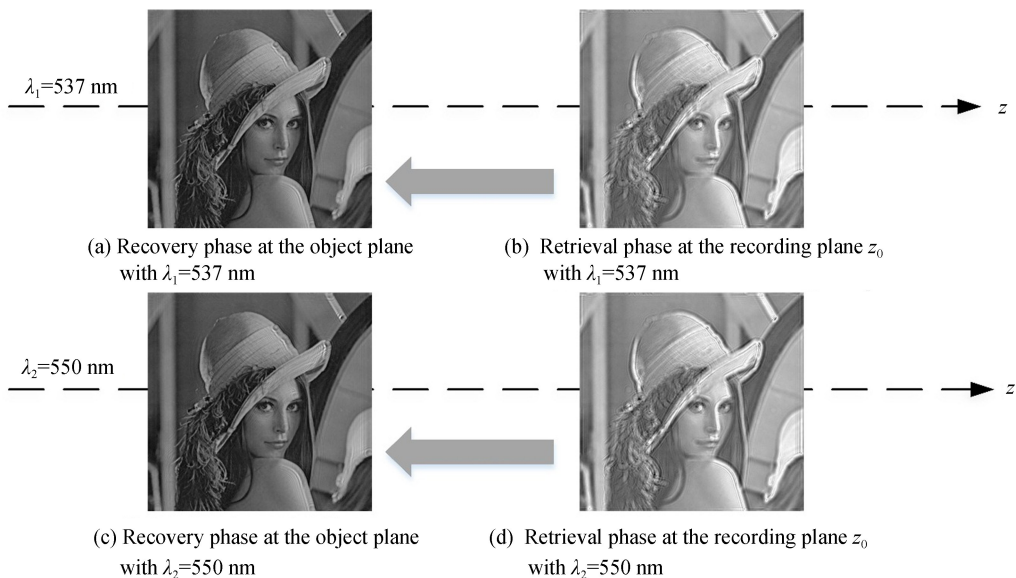 λ₁=537 nm
z
(a) Recovery phase at the object plane
with λ₁=537 nm
(b) Retrieval phase at the recording plane z₀
with λ₁=537 nm
λ₂=550 nm
z
(c) Recovery phase at the object plane
with λ₂=550 nm
(d) Retrieval phase at the recording plane z₀
with λ₂=550 nm